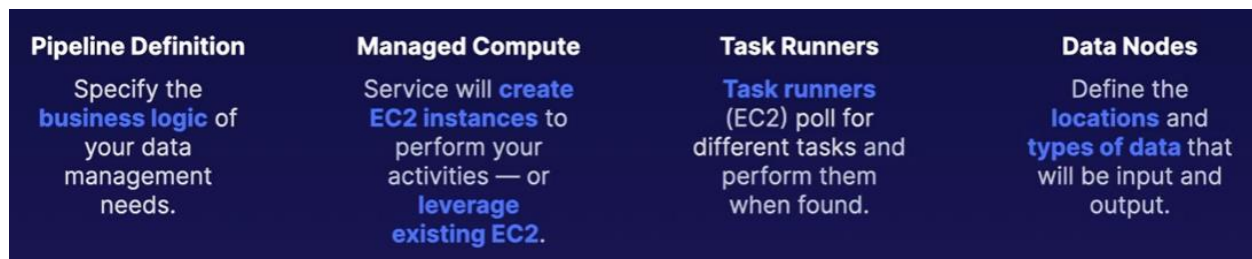 Pipeline Definition
Specify the
business logic of
your data
management
needs.
Managed Compute
Service will create
EC2 instances to
perform your
activities — or
leverage
existing EC2.
Task Runners
Task runners
(EC2) poll for
different tasks and
perform them
when found.
Data Nodes
Define the
locations and
types of data that
will be input and
output.